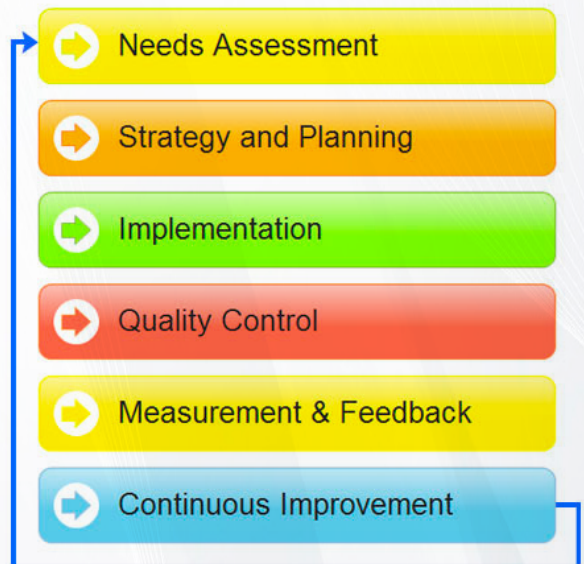 Needs Assessment
Strategy and Planning
Implementation
Quality Control
Measurement & Feedback
Continuous Improvement